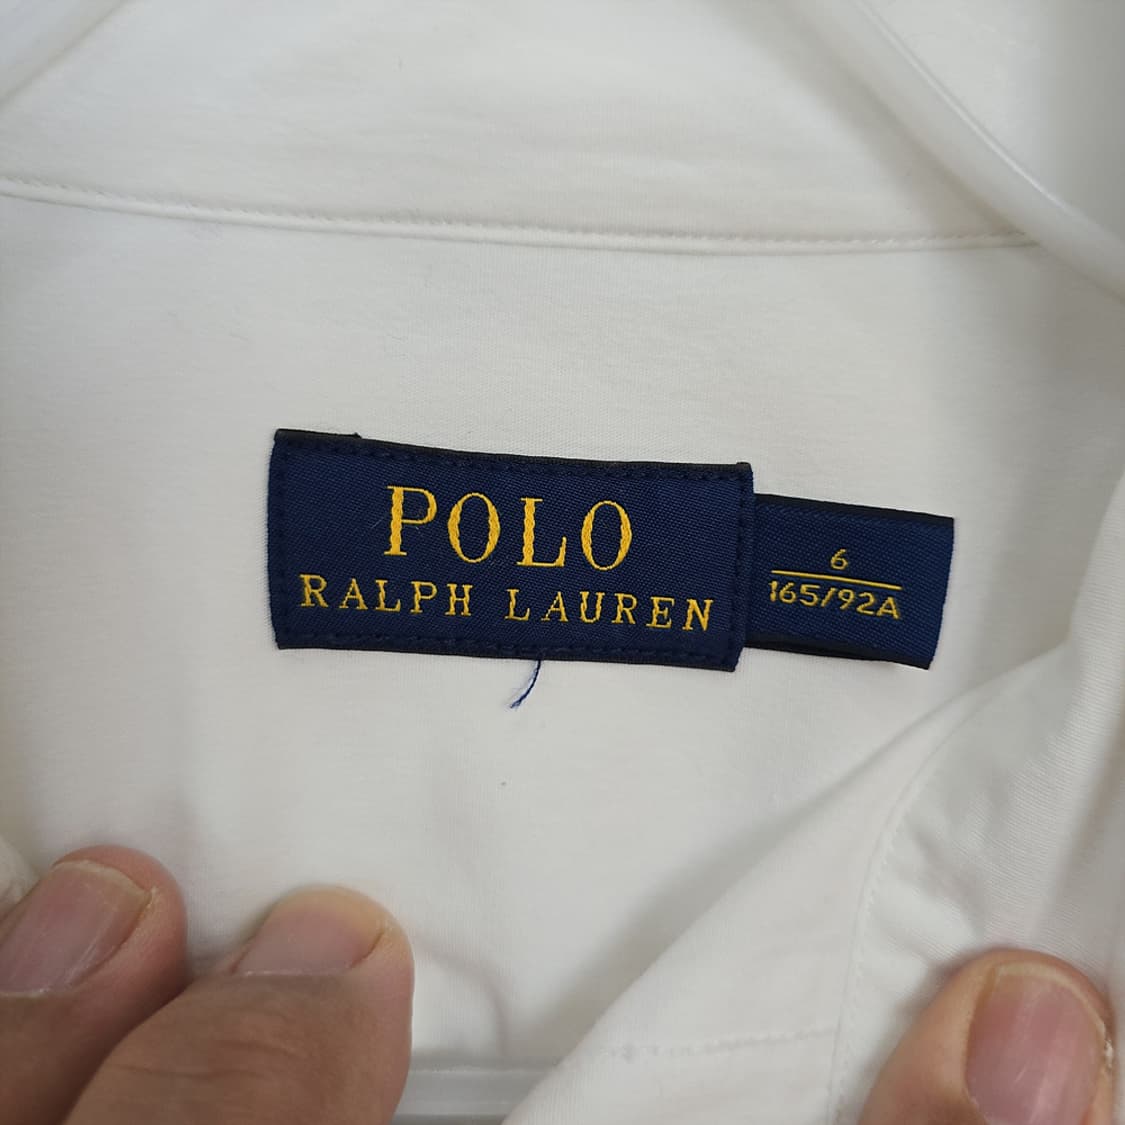 POLO
RALPH LAUREN
6
165/92A